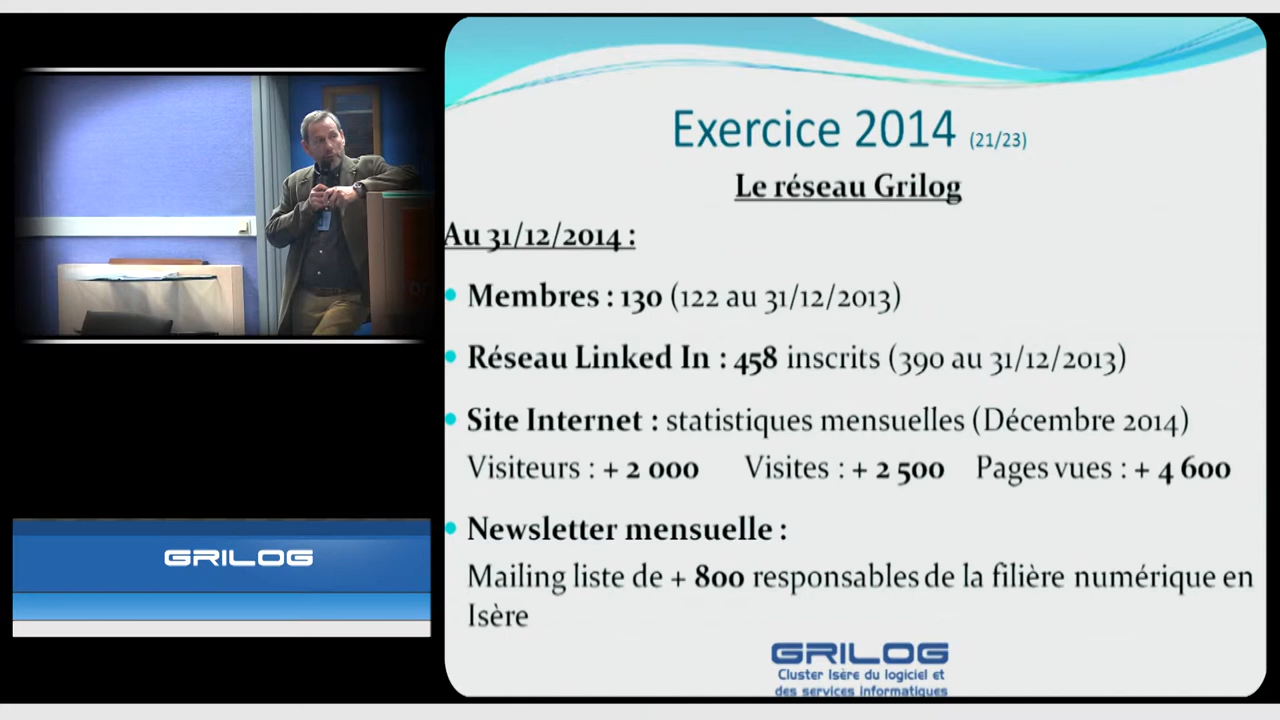 Exercice 2014 (21/23)
Le réseau Grilog
Au 31/12/2014 :
Membres : 130 (122 au 31/12/2013)
Réseau Linked In : 458 inscrits (390 au 31/12/2013)
Site Internet : statistiques mensuelles (Décembre 2014)
Visiteurs : + 2 000 Visites : + 2 500 Pages vues : + 4 600
Newsletter mensuelle :
Mailing liste de + 800 responsables de la filière numérique en
Isère
GRILOG
Cluster Isère du logiciel et
des services informatiques
GRILOG